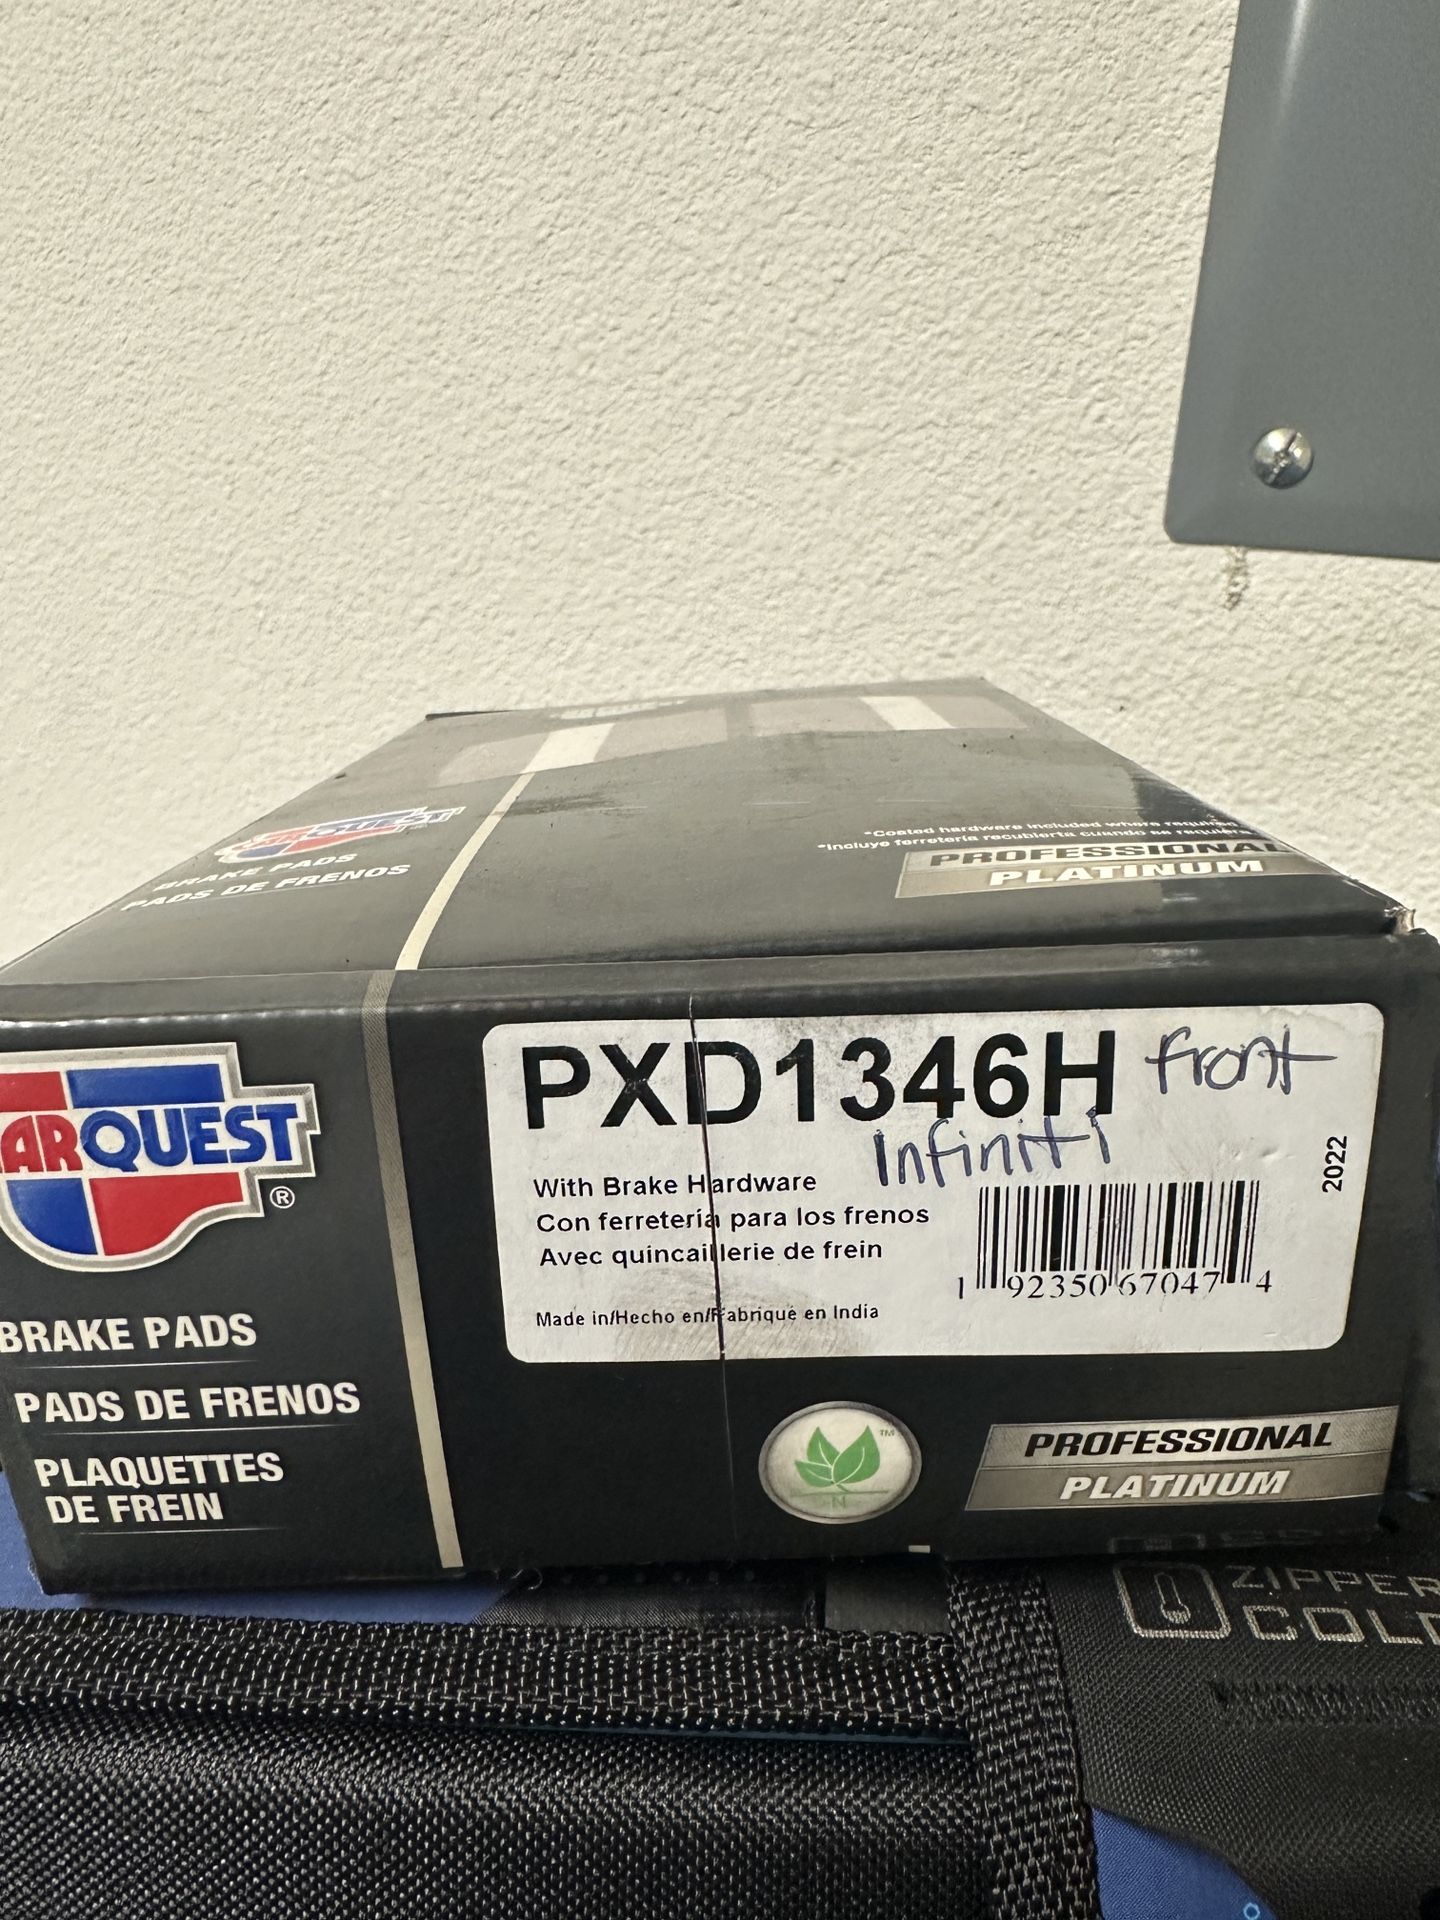 CARQUEST
BRAKE PADS
PADS DE FRENOS
*Coated hardware included where required
*Incluye ferretería recubierta cuando se requiera
PROFESSIONAL
PLATINUM
ARQUEST®
BRAKE PADS
PADS DE FRENOS
PLAQUETTES
DE FREIN
PXD1346H front
Infiniti
With Brake Hardware
Con ferretería para los frenos
Avec quincaillerie de frein
Made in/Hecho en/Fabriqué en India
2022
1 92350 67047 4
TM
N
PROFESSIONAL
PLATINUM
ZIPPER
COL